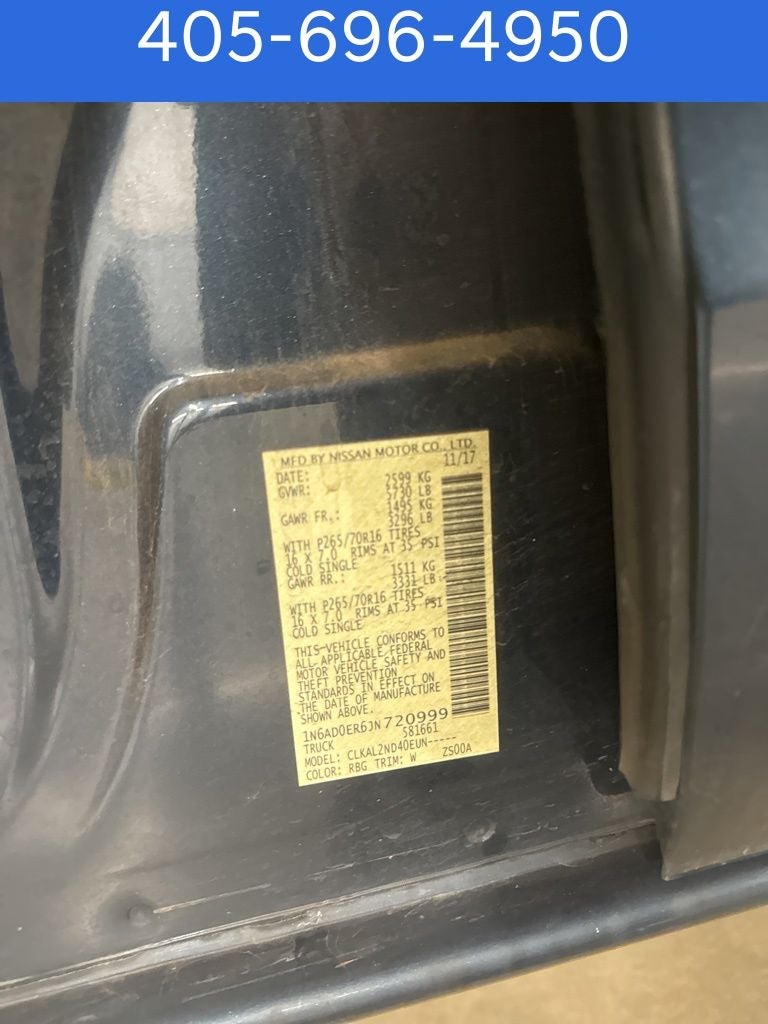 405-696-4950
MFD BY NISSAN MOTOR CO., LTD.
DATE: 11/17
GVWR: 2599 KG
5730 LB
GAWR FR.: 1495 KG
3296 LB
WITH P265/70R16 TIRES
16 X 7.0 RIMS AT 35 PSI
COLD SINGLE
GAWR RR.: 1511 KG
3331 LB
WITH P265/70R16 TIRES
16 X 7.0 RIMS AT 35 PSI
COLD SINGLE
THIS VEHICLE CONFORMS TO
ALL APPLICABLE FEDERAL
MOTOR VEHICLE SAFETY AND
THEFT PREVENTION
STANDARDS IN EFFECT ON
THE DATE OF MANUFACTURE
SHOWN ABOVE.
1N6AD0ER6JN720999
TRUCK 581661
MODEL: CLKAL2ND40EUN-----
COLOR: RBG TRIM: W ZS00A